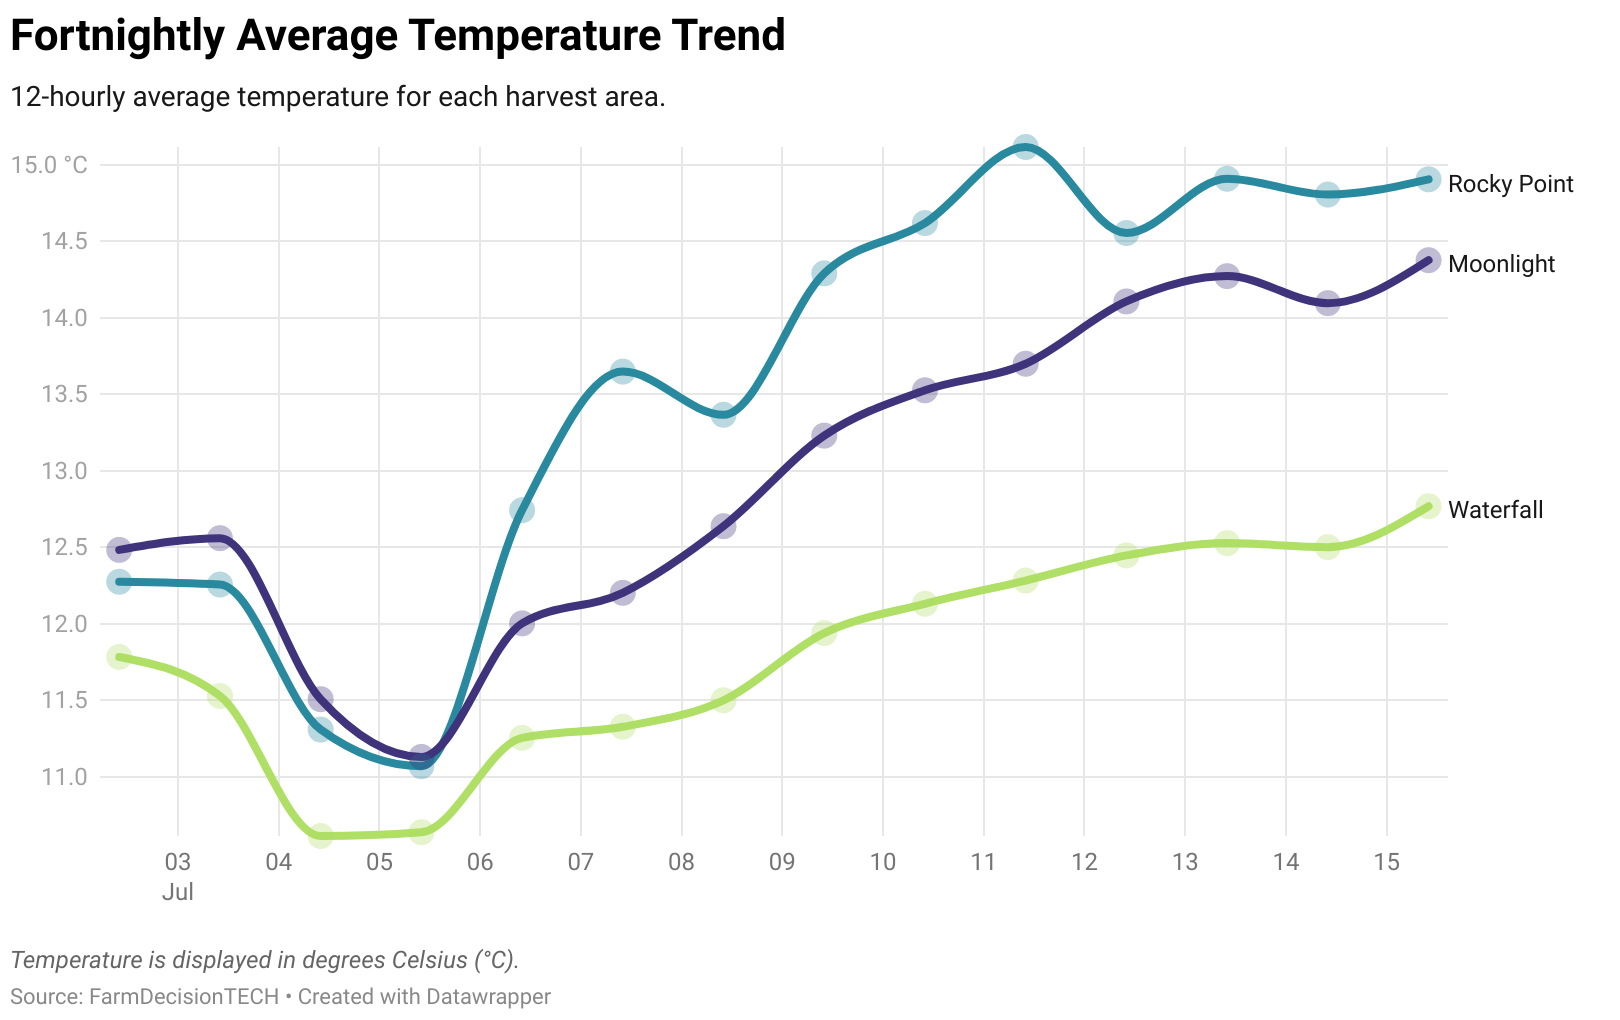 Fortnightly Average Temperature Trend
12-hourly average temperature for each harvest area.
15.0 °C
14.5
14.0
13.5
13.0
12.5
12.0
11.5
11.0
Rocky Point
Moonlight
Waterfall
03 04 05 06 07 08 09 10 11 12 13 14 15
Jul
Temperature is displayed in degrees Celsius (°C).
Source: FarmDecisionTECH • Created with Datawrapper